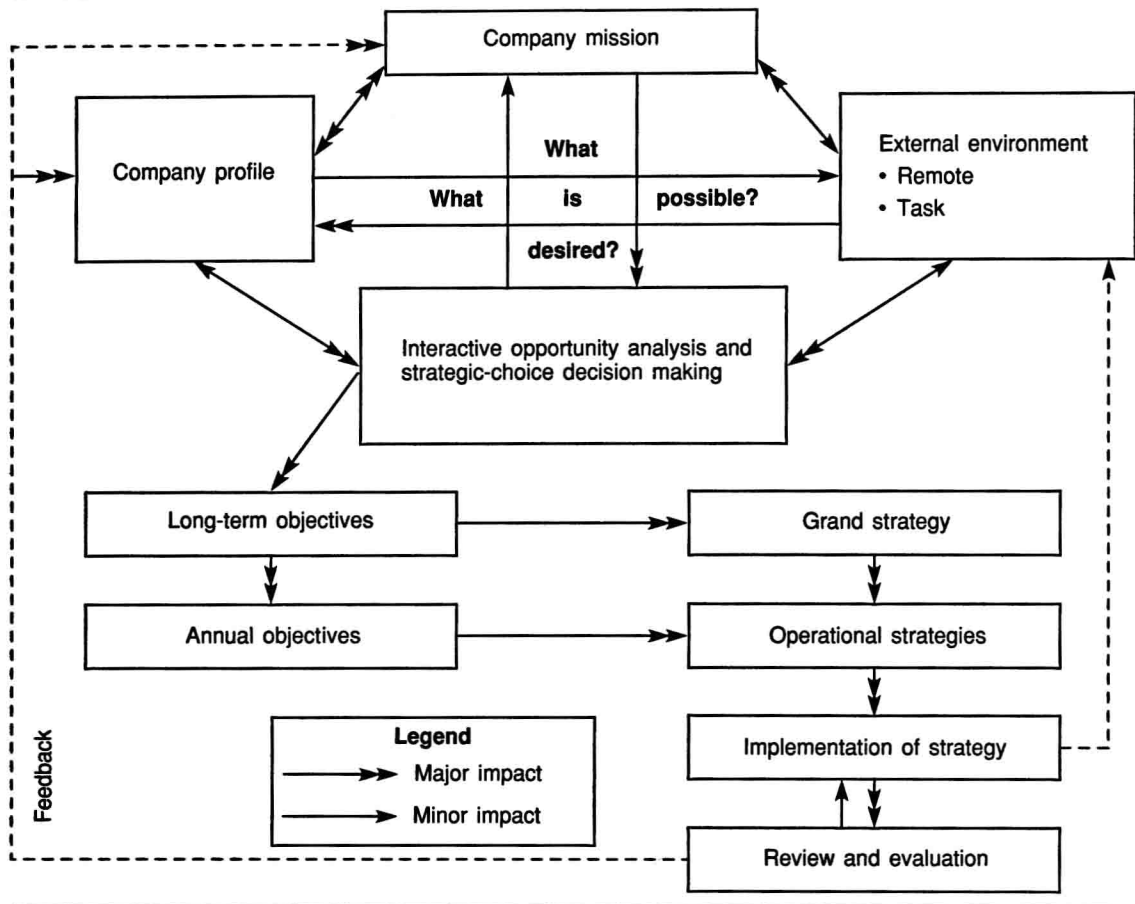 Company mission
Company profile
External environment
• Remote
• Task
What
What is possible?
desired?
Interactive opportunity analysis and
strategic-choice decision making
Long-term objectives
Grand strategy
Annual objectives
Operational strategies
Legend
Major impact
Minor impact
Implementation of strategy
Review and evaluation
Feedback